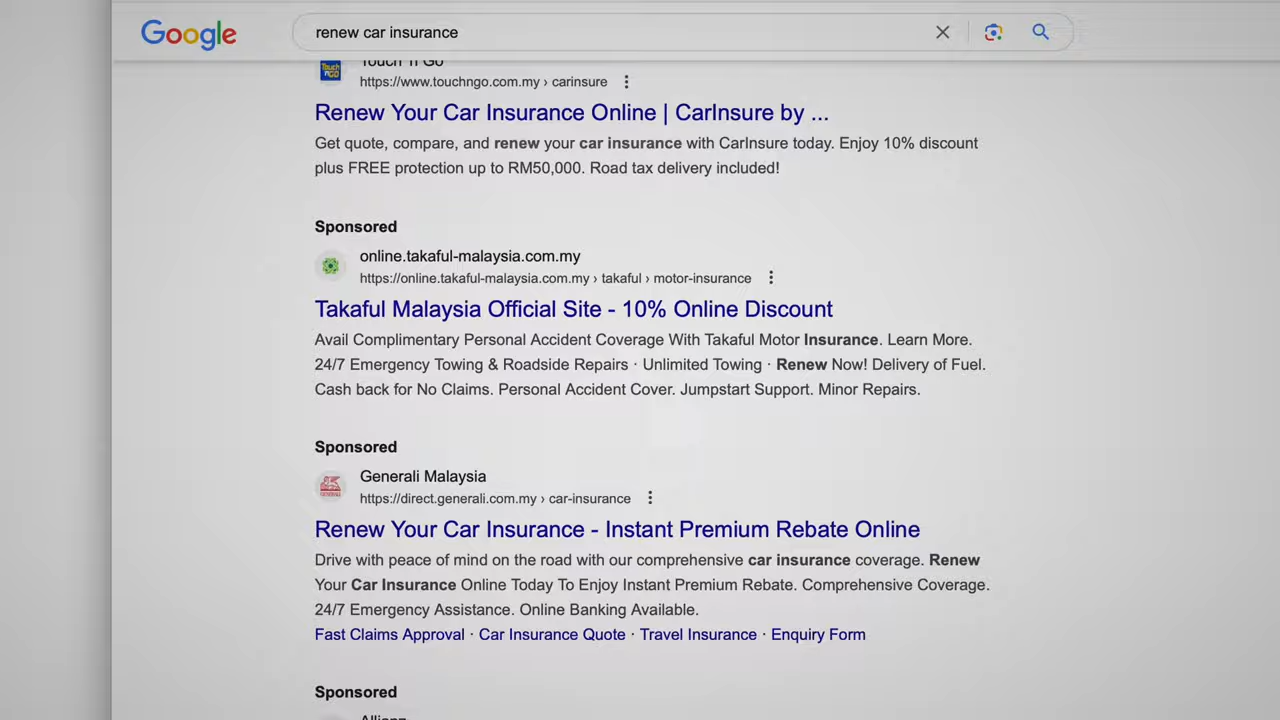 Google
renew car insurance
Touch 'n Go
Touch 'n GO
https://www.touchngo.com.my › carinsure
Renew Your Car Insurance Online | CarInsure by ...
Get quote, compare, and renew your car insurance with CarInsure today. Enjoy 10% discount
plus FREE protection up to RM50,000. Road tax delivery included!
Sponsored
online.takaful-malaysia.com.my
https://online.takaful-malaysia.com.my › takaful › motor-insurance
Takaful Malaysia Official Site - 10% Online Discount
Avail Complimentary Personal Accident Coverage With Takaful Motor Insurance. Learn More.
24/7 Emergency Towing & Roadside Repairs · Unlimited Towing · Renew Now! Delivery of Fuel.
Cash back for No Claims. Personal Accident Cover. Jumpstart Support. Minor Repairs.
Sponsored
Generali Malaysia
GENERALI
https://direct.generali.com.my › car-insurance
Renew Your Car Insurance - Instant Premium Rebate Online
Drive with peace of mind on the road with our comprehensive car insurance coverage. Renew
Your Car Insurance Online Today To Enjoy Instant Premium Rebate. Comprehensive Coverage.
24/7 Emergency Assistance. Online Banking Available.
Fast Claims Approval · Car Insurance Quote · Travel Insurance · Enquiry Form
Sponsored
Allianz